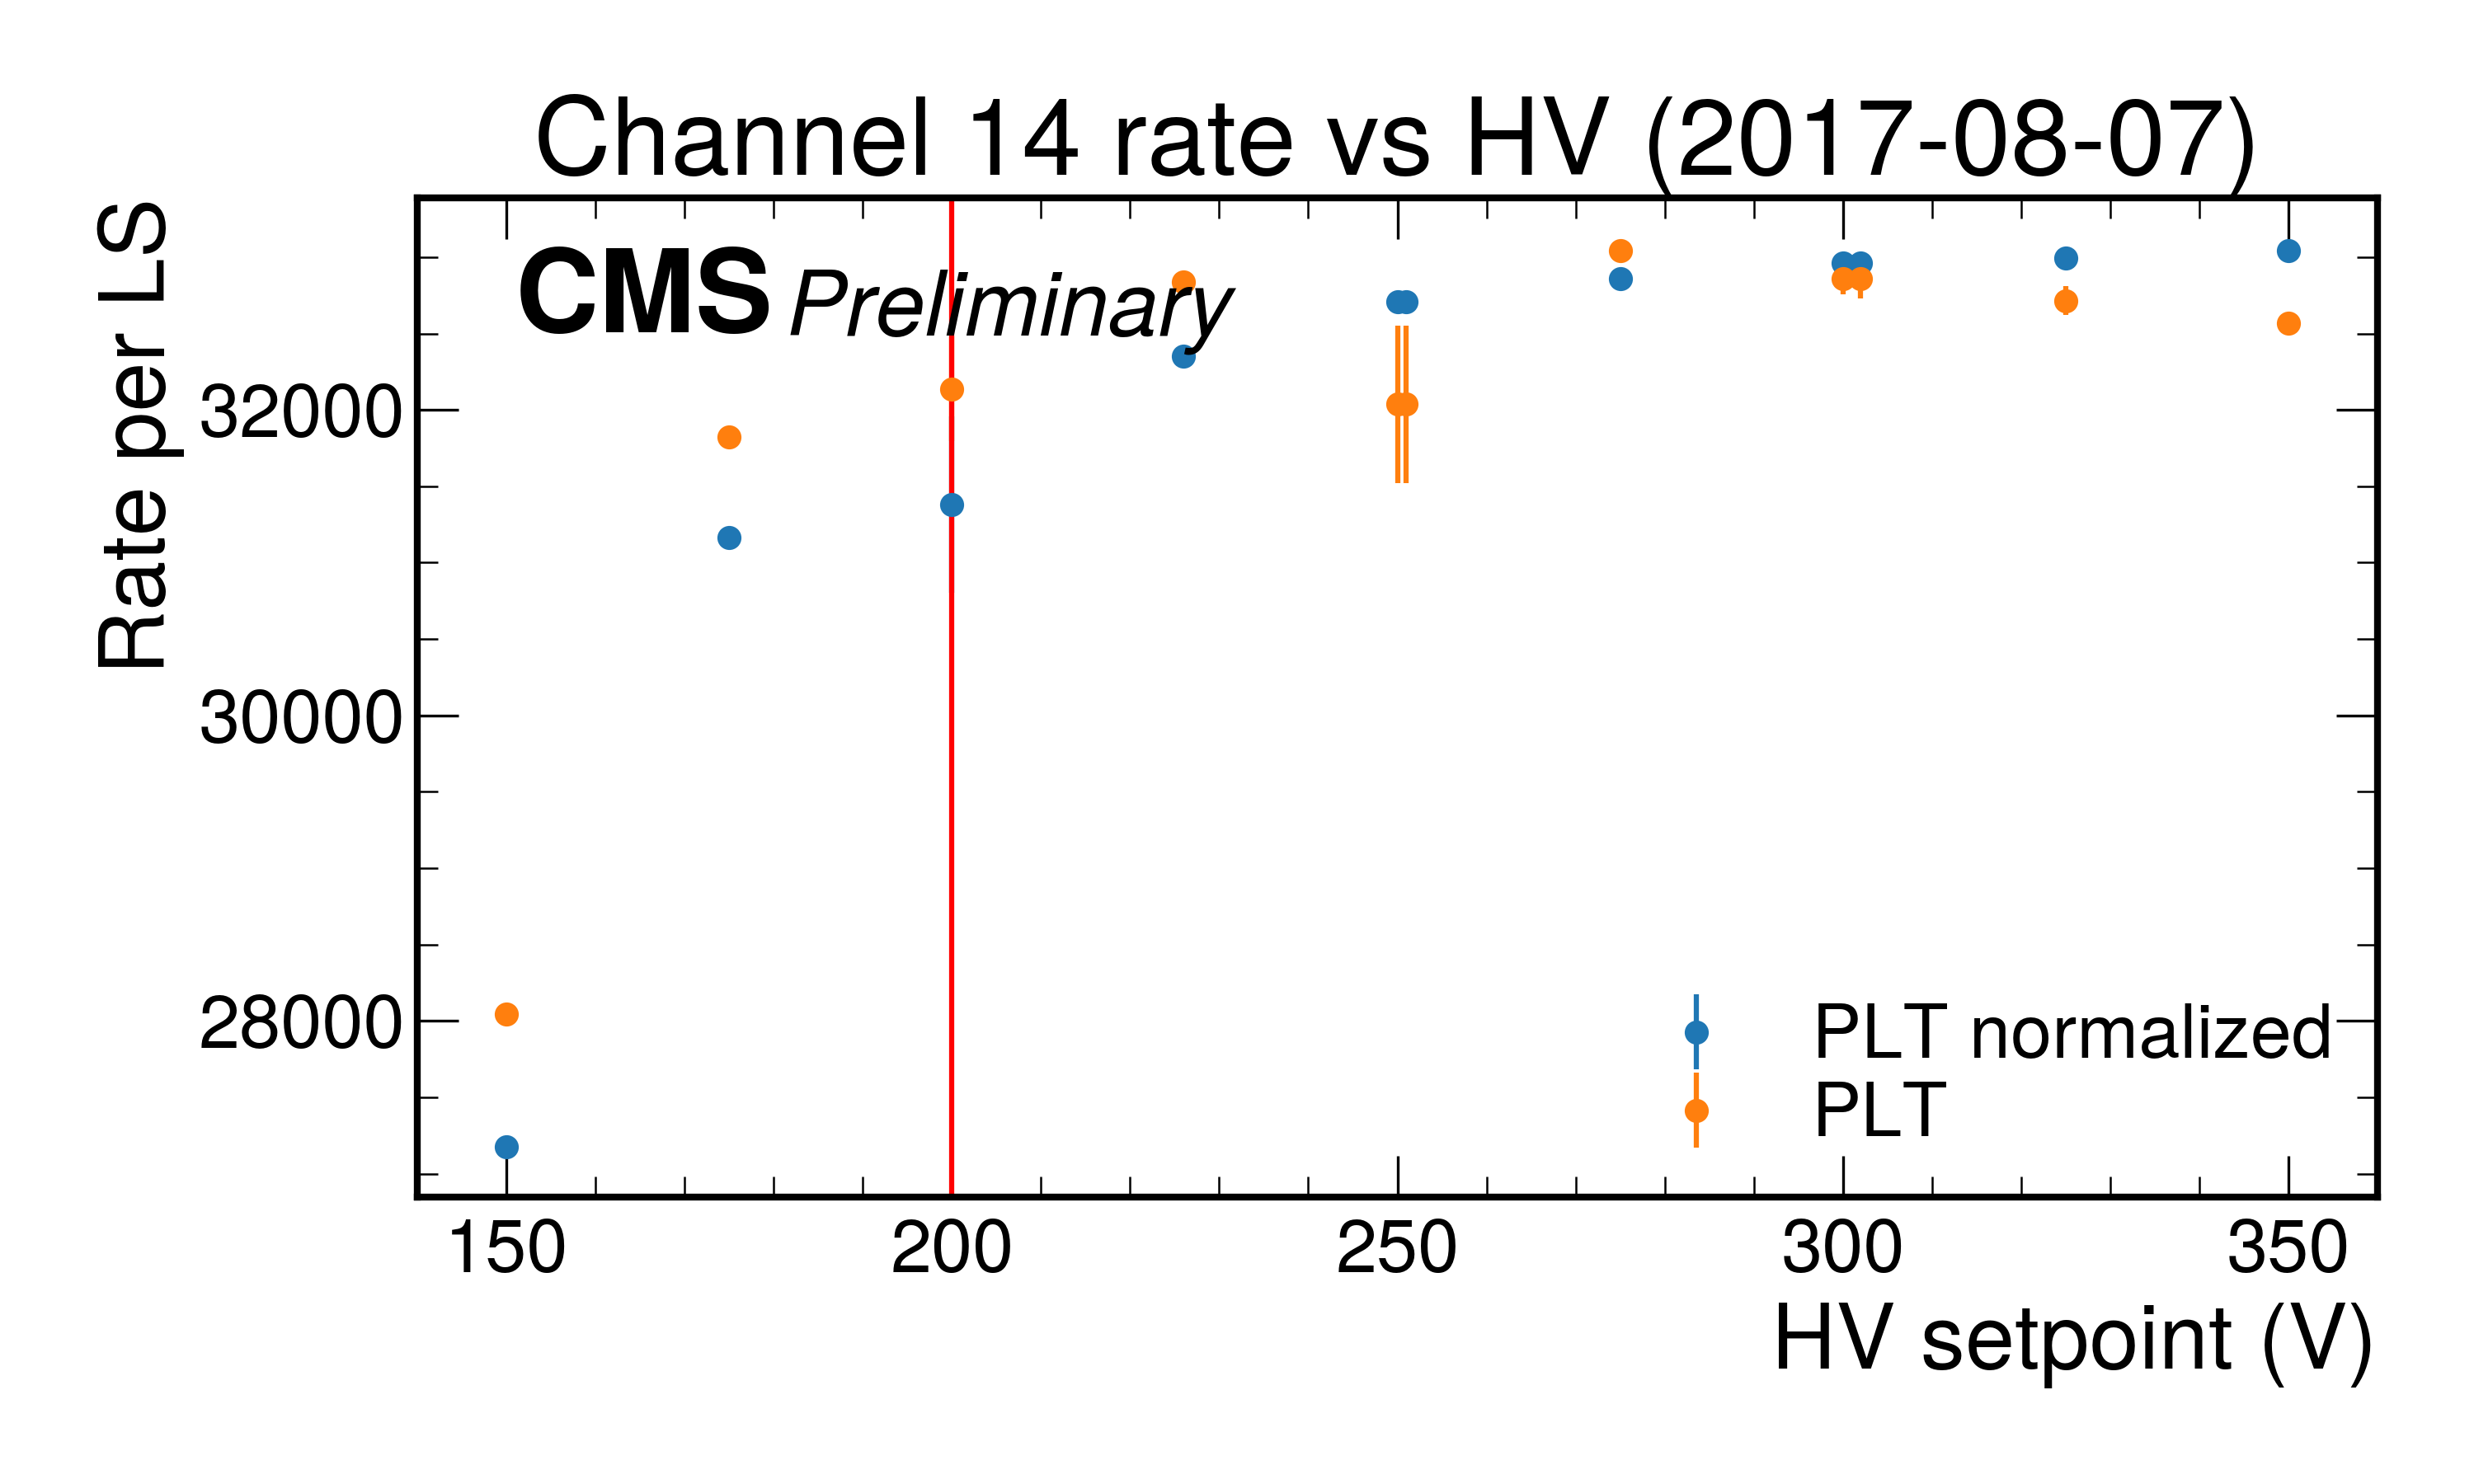 Channel 14 rate vs HV (2017-08-07)
CMS Preliminary
Rate per LS
32000
30000
28000
PLT normalized
PLT
150 200 250 300 350
HV setpoint (V)